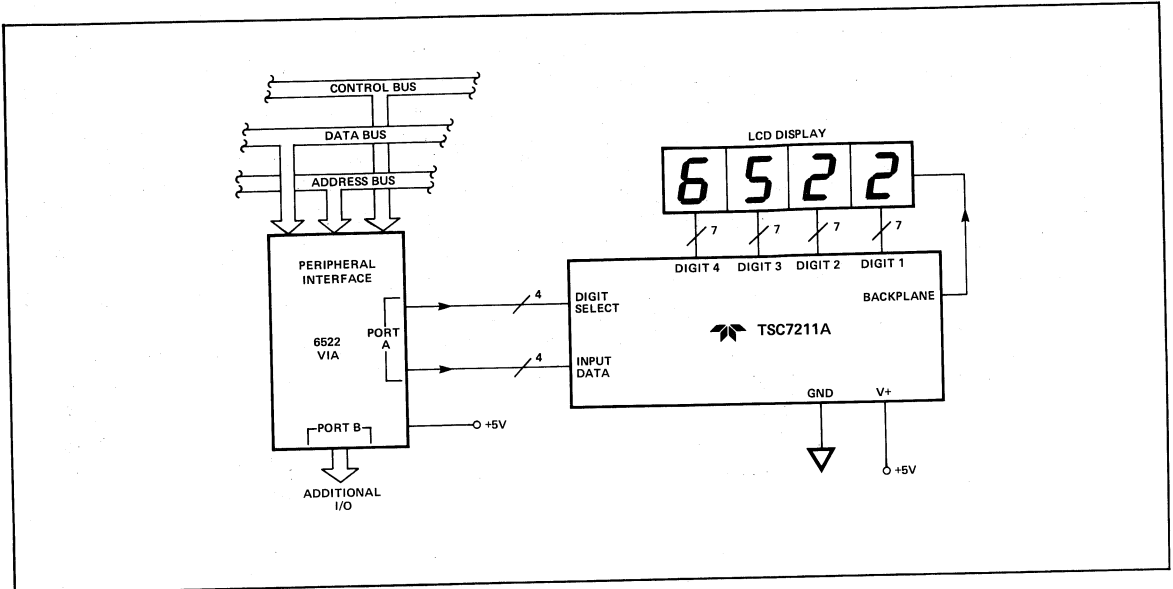 CONTROL BUS
DATA BUS
ADDRESS BUS
LCD DISPLAY
6 5 2 2
7 7 7 7
DIGIT 4 DIGIT 3 DIGIT 2 DIGIT 1
PERIPHERAL
INTERFACE
6522
VIA
PORT
A
4
DIGIT
SELECT
4
INPUT
DATA
BACKPLANE
TSC7211A
GND V+
PORT B
+5V
+5V
ADDITIONAL
I/O